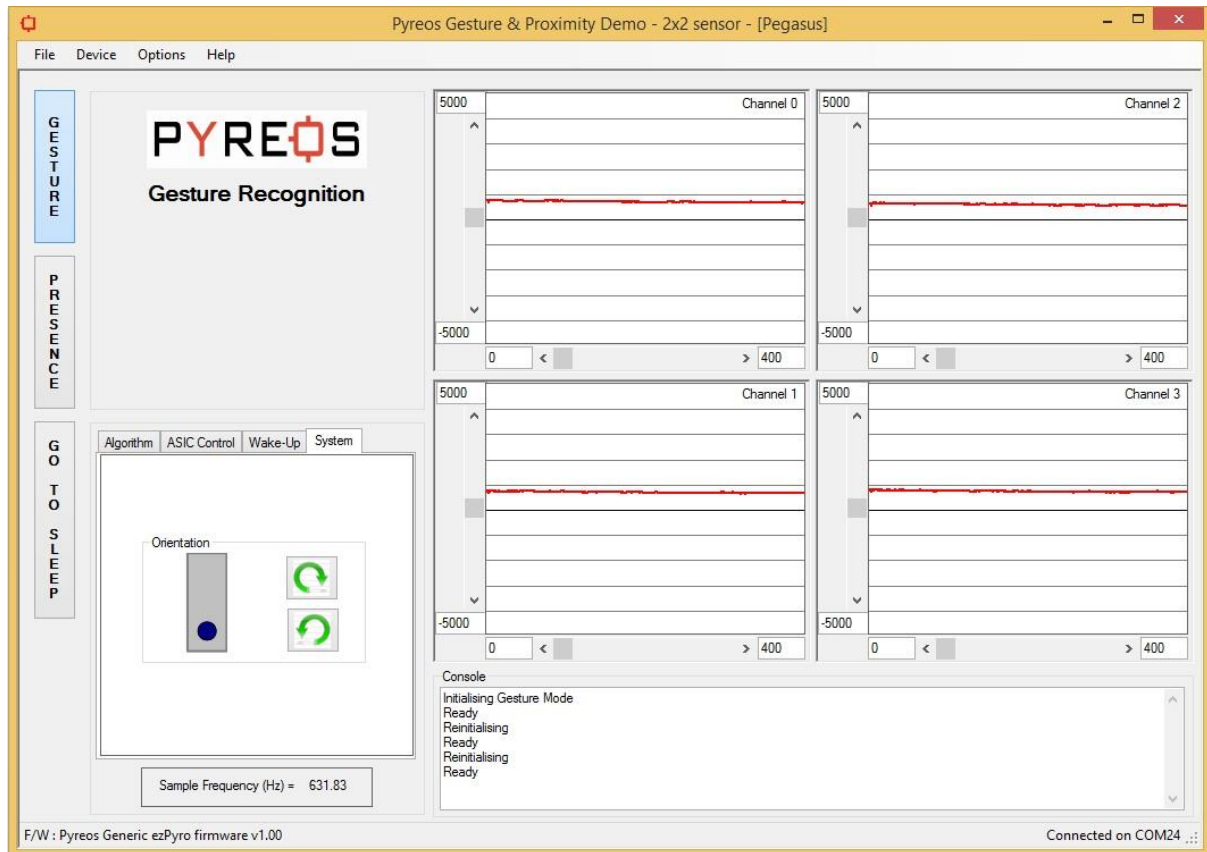 Pyreos Gesture & Proximity Demo - 2x2 sensor - [Pegasus]
File Device Options Help
GESTURE
PRESENCE
GO TO SLEEP
PYREOS
Gesture Recognition
Algorithm ASIC Control Wake-Up System
Orientation
Sample Frequency (Hz) = 631.83
5000 Channel 0
-5000
0 < > 400
5000 Channel 2
-5000
0 < > 400
5000 Channel 1
-5000
0 < > 400
5000 Channel 3
-5000
0 < > 400
Console
Initialising Gesture Mode
Ready
Reinitialising
Ready
Reinitialising
Ready
F/W : Pyreos Generic ezPyro firmware v1.00
Connected on COM24